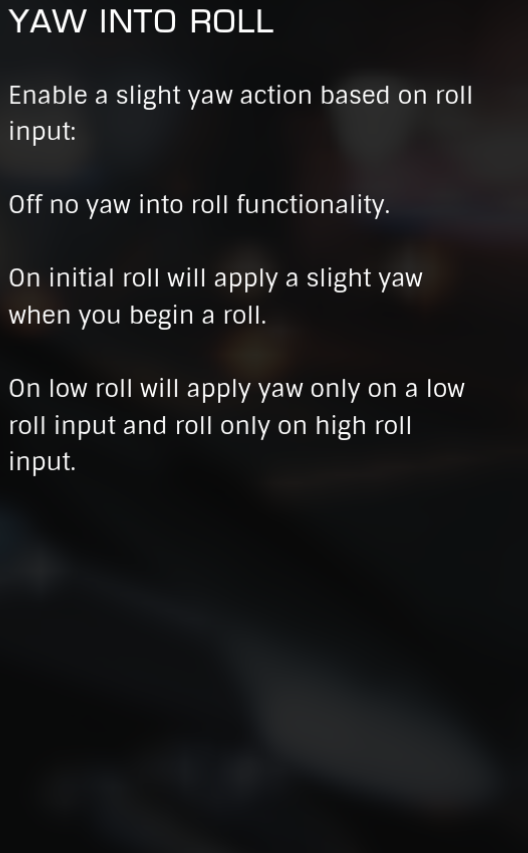 YAW INTO ROLL
Enable a slight yaw action based on roll
input:
Off no yaw into roll functionality.
On initial roll will apply a slight yaw
when you begin a roll.
On low roll will apply yaw only on a low
roll input and roll only on high roll
input.